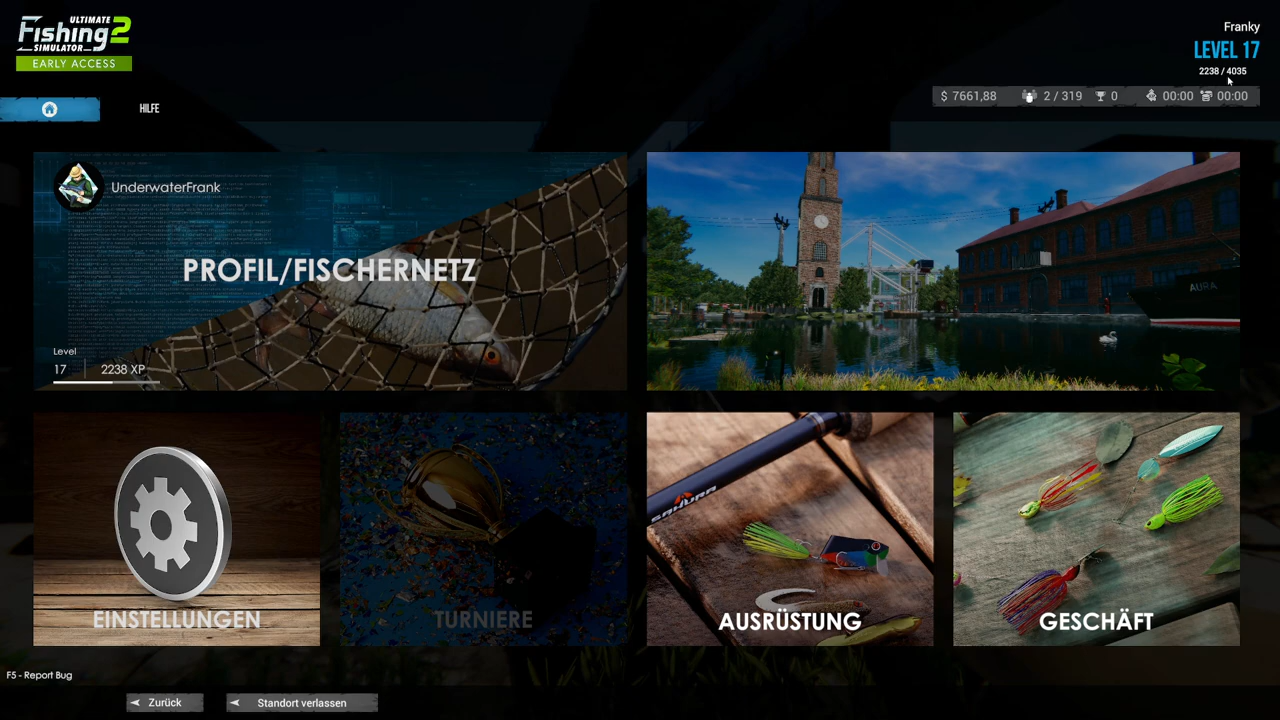 ULTIMATE
Fishing 2
SIMULATOR
EARLY ACCESS
Franky
LEVEL 17
2238 / 4035
$ 7661,88 2 / 319 0 00:00 00:00
HILFE
UnderwaterFrank
PROFIL/FISCHERNETZ
Level
17 2238 XP
AURA
SAKURA
EINSTELLUNGEN
TURNIERE
AUSRÜSTUNG
GESCHÄFT
F5 - Report Bug
Zurück
Standort verlassen